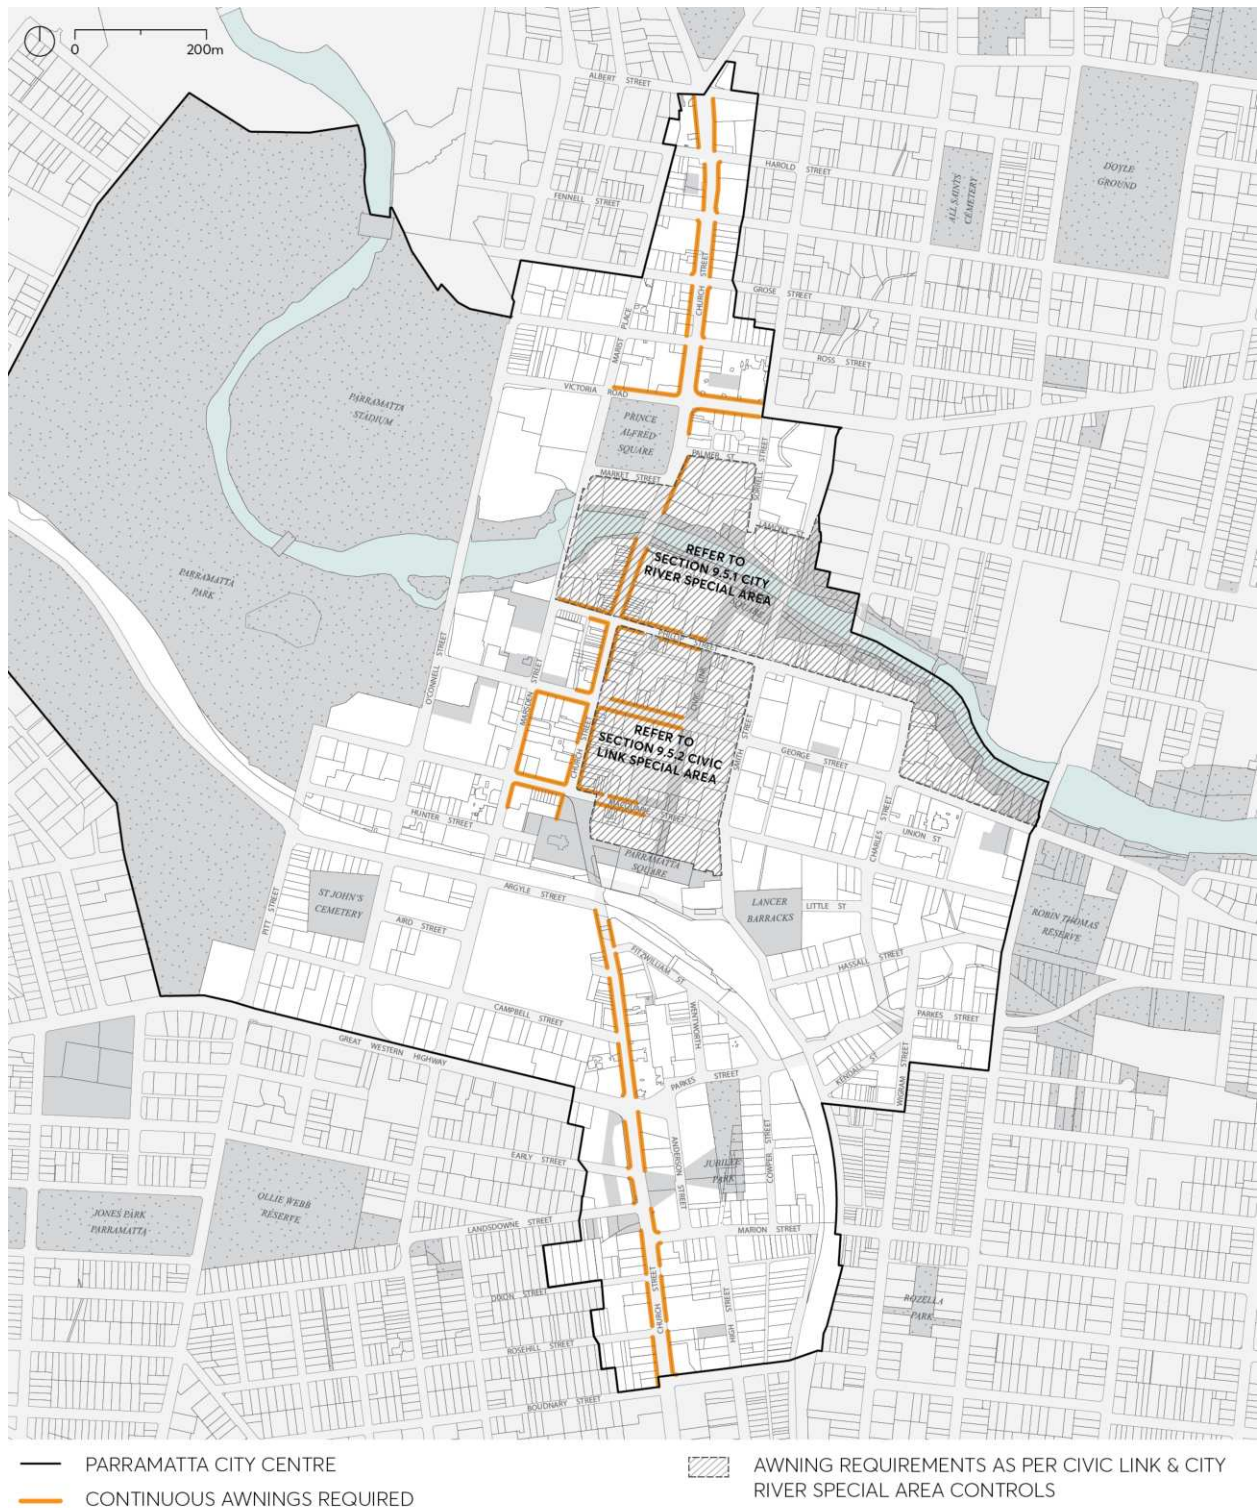 0
200m
ALBERT STREET
HAROLD STREET
DOYLE
GROUND
ALL SAINTS
CEMETERY
FENNELL STREET
CHURCH STREET
GROSE STREET
MARIST PLACE
ROSS STREET
VICTORIA ROAD
PARRAMATTA
STADIUM
PRINCE
ALFRED
SQUARE
PALMER ST
SORRELL STREET
MARKET STREET
LAMONT ST
REFER TO
SECTION 9.5.1 CITY
RIVER SPECIAL AREA
SQUARE
PARRAMATTA
PARK
PHILLIP STREET
O'CONNELL STREET
MARSDEN STREET
CIVIC LINK
CHURCH STREET
REFER TO
SECTION 9.5.2 CIVIC
LINK SPECIAL AREA
SMITH STREET
GEORGE STREET
MACQUARIE STREET
HUNTER STREET
CHARLES STREET
UNION ST
PARRAMATTA
SQUARE
ARGYLE STREET
ST JOHN'S
CEMETERY
LANCER
BARRACKS
LITTLE ST
ROBIN THOMAS
RESERVE
PITT STREET
AIRD STREET
FITZWILLIAM ST
HASSALL STREET
CAMPBELL STREET
WENTWORTH
PARKES STREET
GREAT WESTERN HIGHWAY
PARKES STREET
KENDALL ST
WIGRAM STREET
EARLY STREET
ANDERSON STREET
JUBILEE
PARK
COWPER STREET
OLLIE WEBB
RESERVE
JONES PARK
PARRAMATTA
LANDSDOWNE STREET
MARION STREET
DIXON STREET
CHURCH STREET
HIGH STREET
ROZELLA
PARK
ROSEHILL STREET
BOUDNARY STREET
PARRAMATTA CITY CENTRE
CONTINUOUS AWNINGS REQUIRED
AWNING REQUIREMENTS AS PER CIVIC LINK & CITY
RIVER SPECIAL AREA CONTROLS